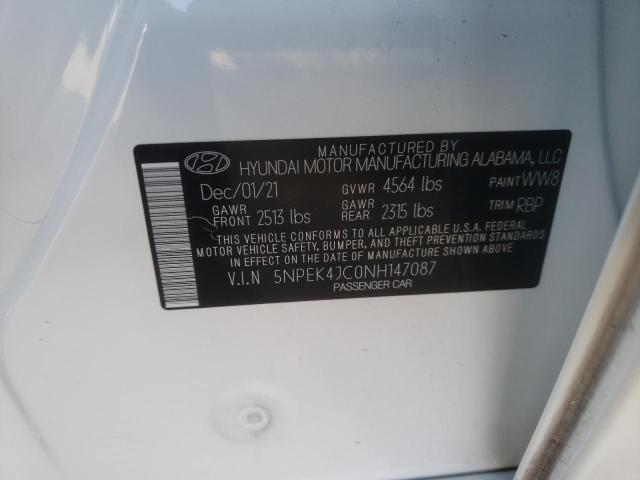 MANUFACTURED BY
HYUNDAI MOTOR MANUFACTURING ALABAMA, LLC
Dec/01/21 GVWR 4564 lbs PAINT WW8
GAWR FRONT 2513 lbs GAWR REAR 2315 lbs TRIM RBP
THIS VEHICLE CONFORMS TO ALL APPLICABLE U.S.A. FEDERAL
MOTOR VEHICLE SAFETY, BUMPER, AND THEFT PREVENTION STANDARDS
IN EFFECT ON THE DATE OF MANUFACTURE SHOWN ABOVE
V.I.N 5NPEK4JC0NH147087
PASSENGER CAR